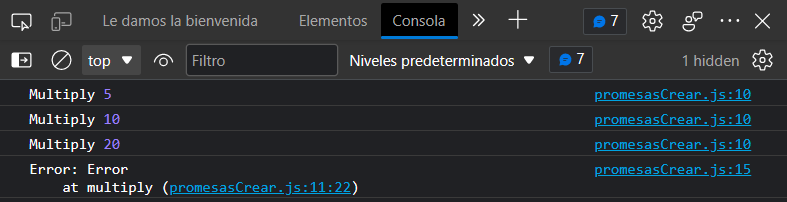 Le damos la bienvenida Elementos Consola 7
top Filtro Niveles predeterminados 7 1 hidden
Multiply 5 promesasCrear.js:10
Multiply 10 promesasCrear.js:10
Multiply 20 promesasCrear.js:10
Error: Error promesasCrear.js:15
at multiply (promesasCrear.js:11:22)